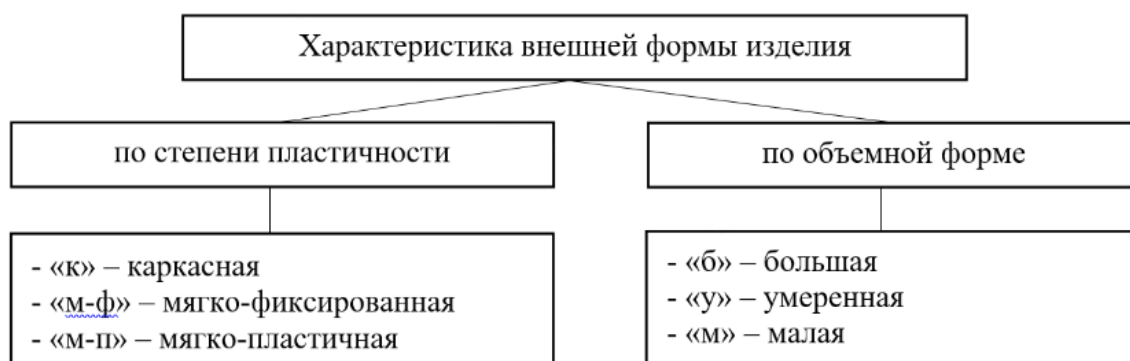 Характеристика внешней формы изделия
по степени пластичности
по объемной форме
- «к» – каркасная
- «м-ф» – мягко-фиксированная
- «м-п» – мягко-пластичная
- «б» – большая
- «у» – умеренная
- «м» – малая